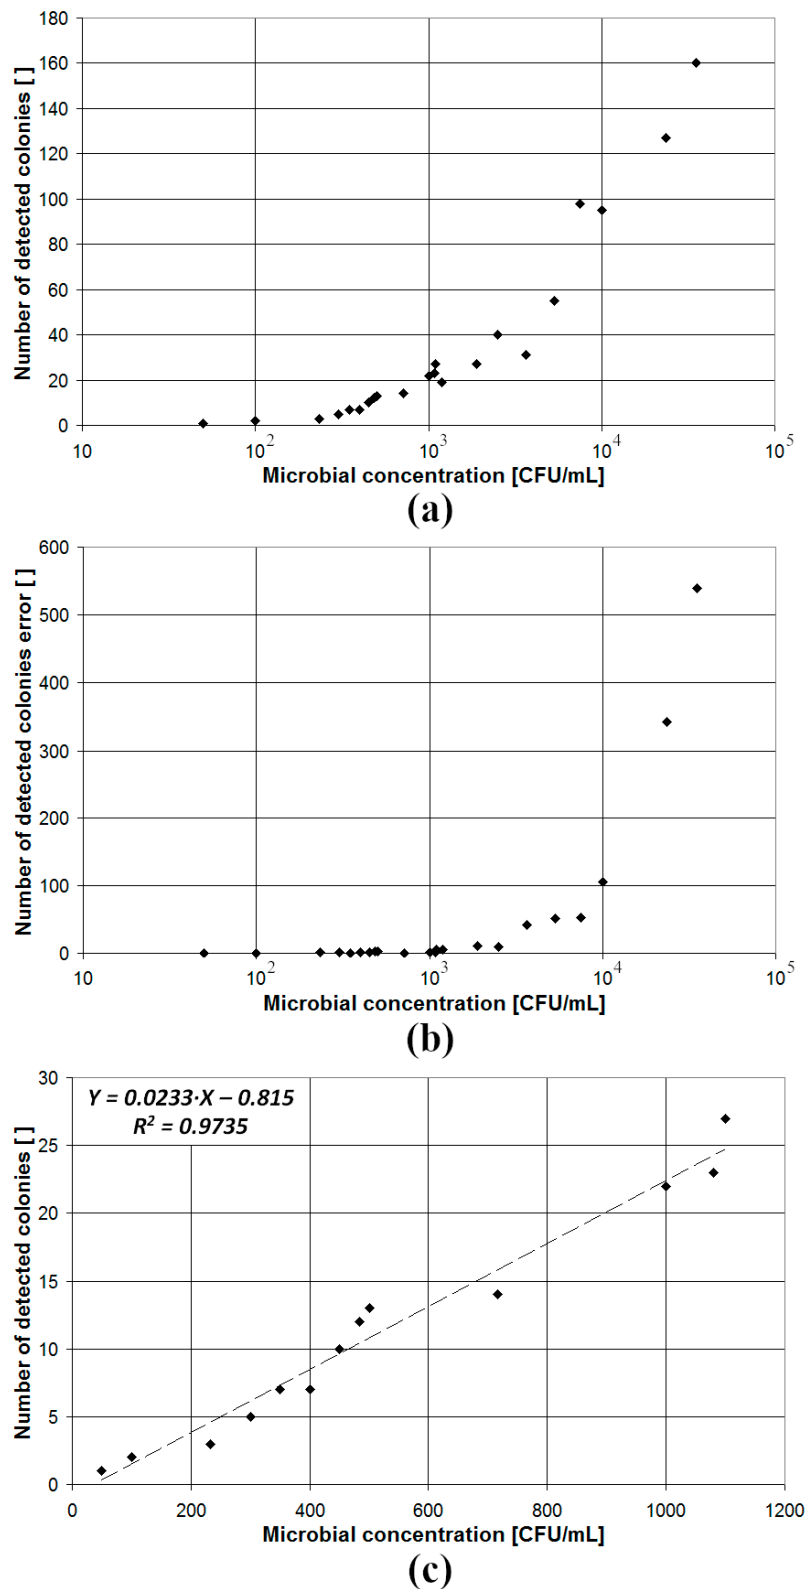 Number of detected colonies [ ]
180
160
140
120
100
80
60
40
20
0
10 10² 10³ 10⁴ 10⁵
Microbial concentration [CFU/mL]
(a)
Number of detected colonies error [ ]
600
500
400
300
200
100
0
10 10² 10³ 10⁴ 10⁵
Microbial concentration [CFU/mL]
(b)
Number of detected colonies [ ]
30
25
20
15
10
5
0
Y = 0.0233·X – 0.815
R² = 0.9735
0 200 400 600 800 1000 1200
Microbial concentration [CFU/mL]
(c)